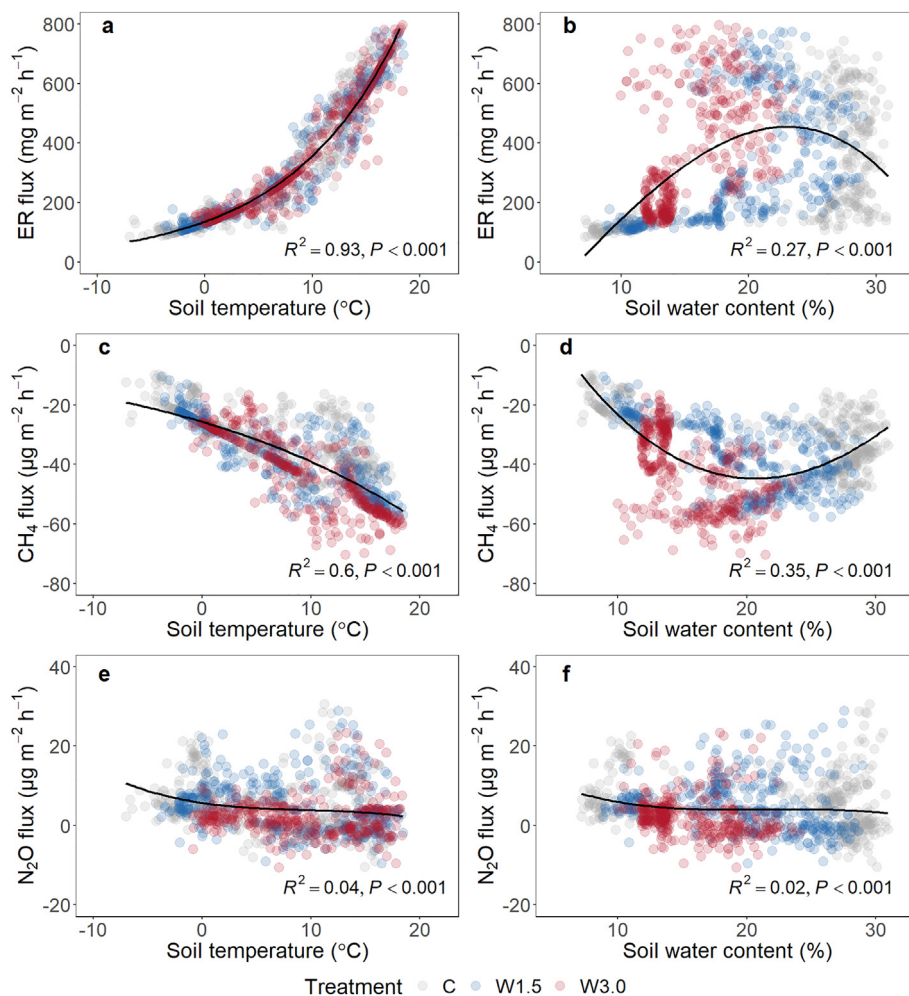 a
800
600
400
200
0
ER flux (mg m⁻² h⁻¹)
R² = 0.93, P < 0.001
-10 0 10 20
Soil temperature (°C)
b
800
600
400
200
0
ER flux (mg m⁻² h⁻¹)
R² = 0.27, P < 0.001
10 20 30
Soil water content (%)
c
0
-20
-40
-60
-80
CH₄ flux (µg m⁻² h⁻¹)
R² = 0.6, P < 0.001
-10 0 10 20
Soil temperature (°C)
d
0
-20
-40
-60
-80
CH₄ flux (µg m⁻² h⁻¹)
R² = 0.35, P < 0.001
10 20 30
Soil water content (%)
e
40
20
0
-20
N₂O flux (µg m⁻² h⁻¹)
R² = 0.04, P < 0.001
-10 0 10 20
Soil temperature (°C)
f
40
20
0
-20
N₂O flux (µg m⁻² h⁻¹)
R² = 0.02, P < 0.001
10 20 30
Soil water content (%)
Treatment C W1.5 W3.0